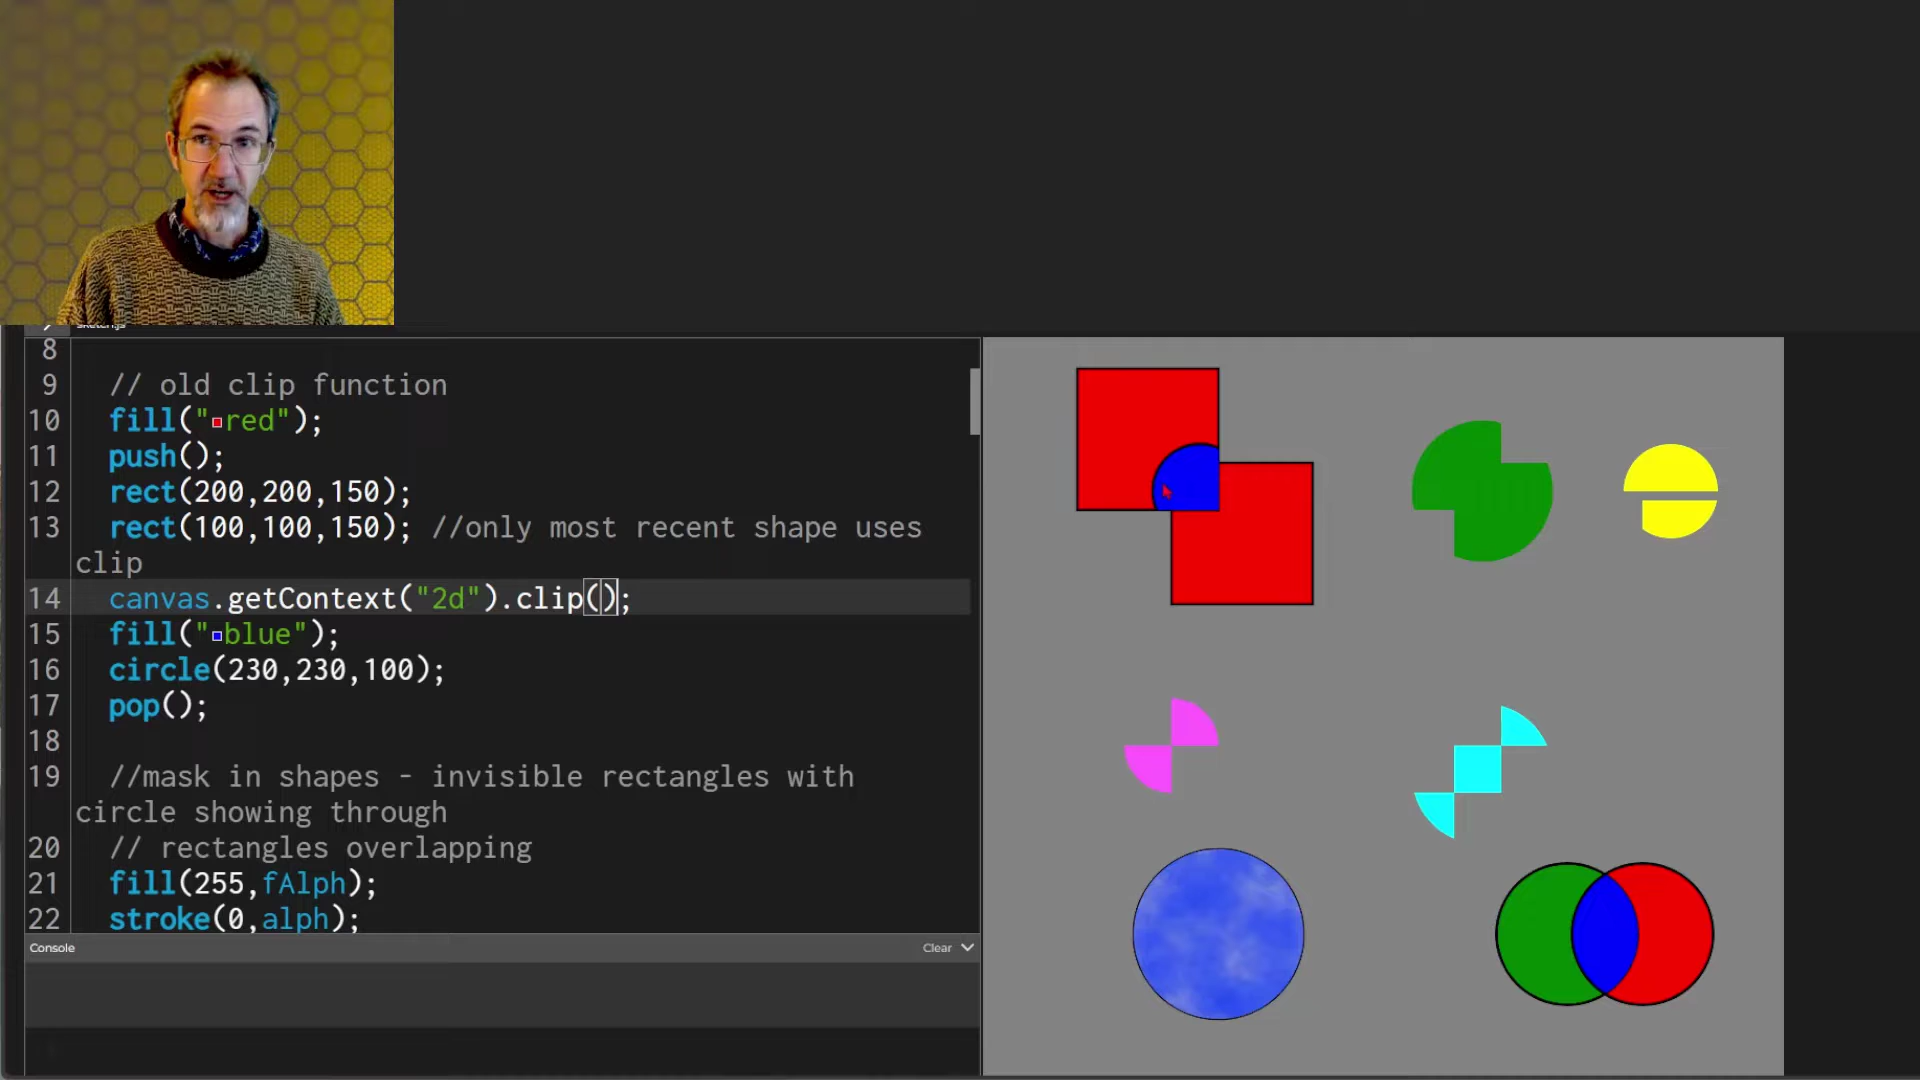 sketch.js
8
9 // old clip function
10 fill("red");
11 push();
12 rect(200,200,150);
13 rect(100,100,150); //only most recent shape uses
clip
14 canvas.getContext("2d").clip();
15 fill("blue");
16 circle(230,230,100);
17 pop();
18
19 //mask in shapes - invisible rectangles with
circle showing through
20 // rectangles overlapping
21 fill(255,fAlph);
22 stroke(0,alph);
Console
Clear